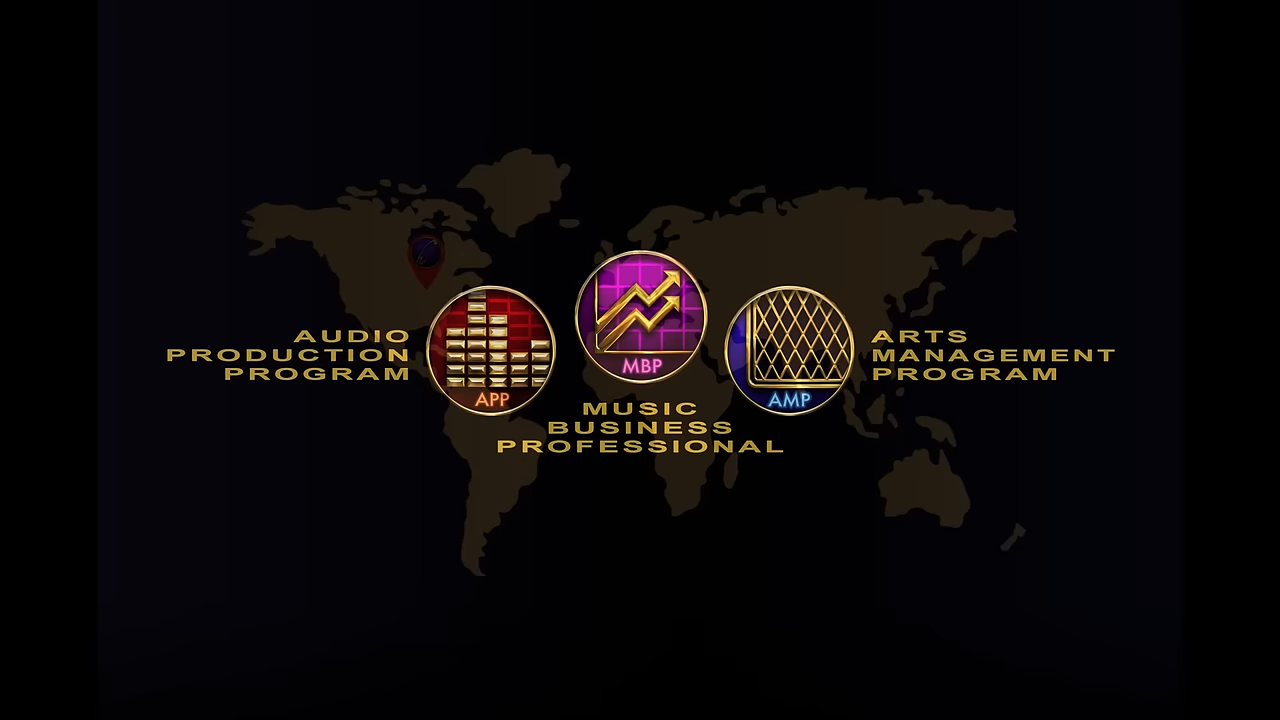 AUDIO
PRODUCTION
PROGRAM
APP
MBP
MUSIC
BUSINESS
PROFESSIONAL
AMP
ARTS
MANAGEMENT
PROGRAM